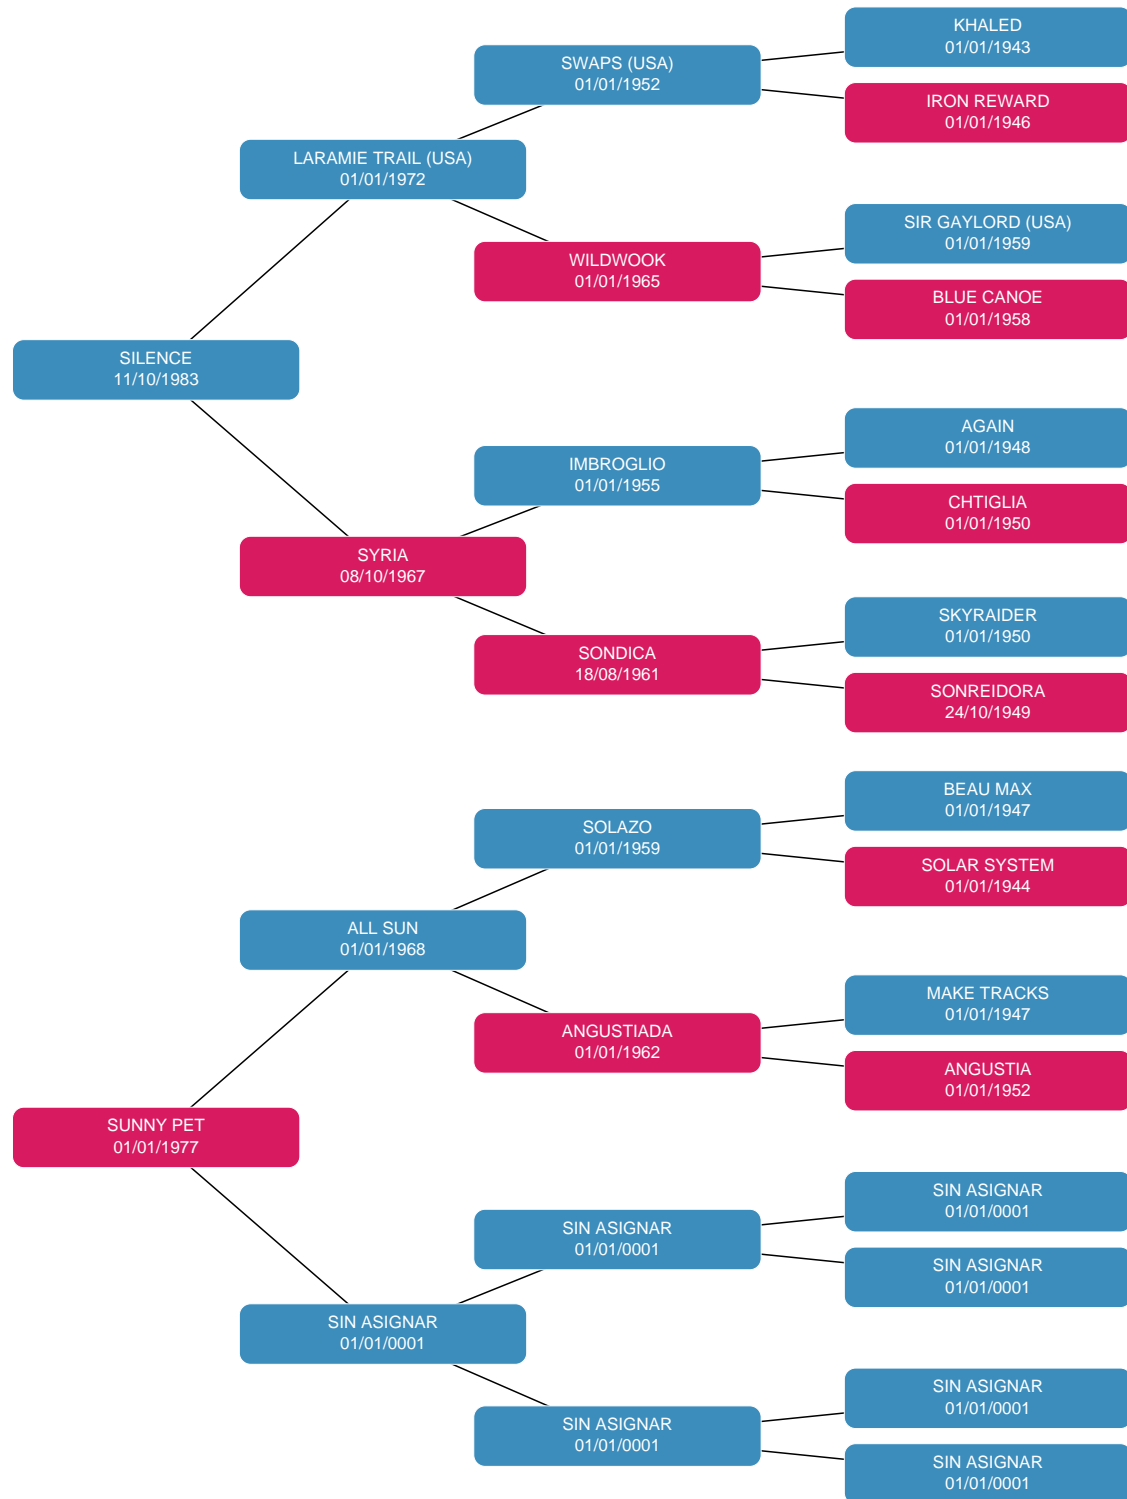 KHALED
01/01/1943
SWAPS (USA)
01/01/1952
IRON REWARD
01/01/1946
LARAMIE TRAIL (USA)
01/01/1972
SIR GAYLORD (USA)
01/01/1959
WILDWOOK
01/01/1965
BLUE CANOE
01/01/1958
SILENCE
11/10/1983
AGAIN
01/01/1948
IMBROGLIO
01/01/1955
CHTIGLIA
01/01/1950
SYRIA
08/10/1967
SKYRAIDER
01/01/1950
SONDICA
18/08/1961
SONREIDORA
24/10/1949
BEAU MAX
01/01/1947
SOLAZO
01/01/1959
SOLAR SYSTEM
01/01/1944
ALL SUN
01/01/1968
MAKE TRACKS
01/01/1947
ANGUSTIADA
01/01/1962
ANGUSTIA
01/01/1952
SUNNY PET
01/01/1977
SIN ASIGNAR
01/01/0001
SIN ASIGNAR
01/01/0001
SIN ASIGNAR
01/01/0001
SIN ASIGNAR
01/01/0001
SIN ASIGNAR
01/01/0001
SIN ASIGNAR
01/01/0001
SIN ASIGNAR
01/01/0001